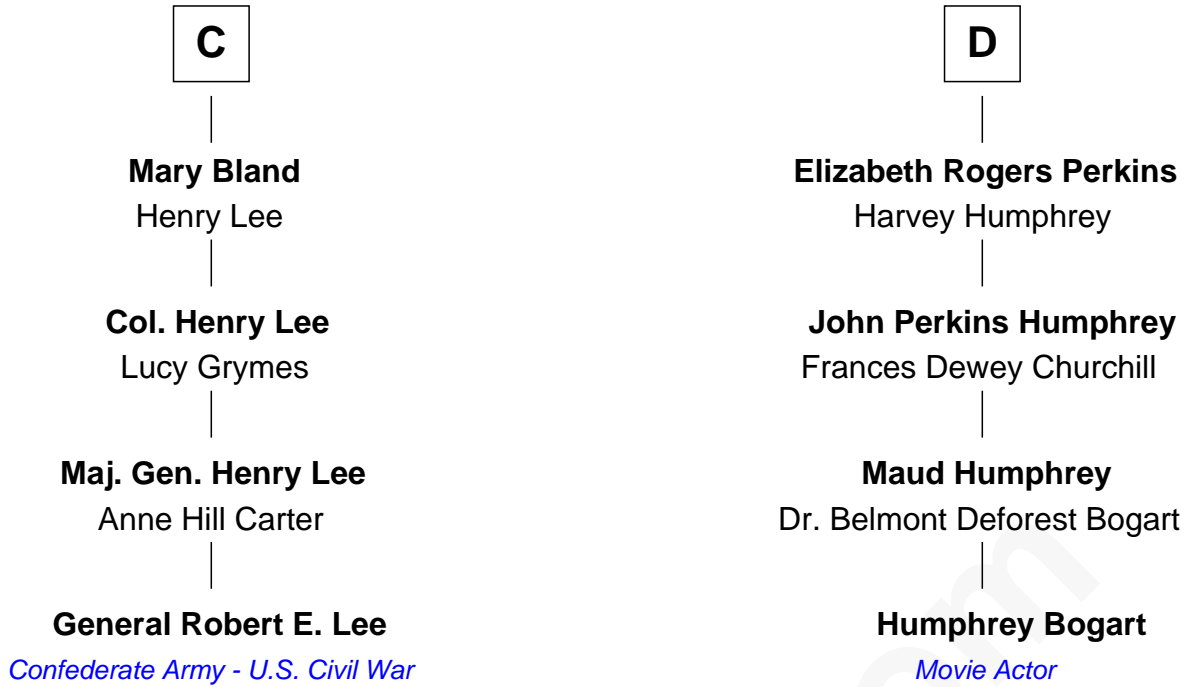 C
D
Mary Bland
Henry Lee
Elizabeth Rogers Perkins
Harvey Humphrey
Col. Henry Lee
Lucy Grymes
John Perkins Humphrey
Frances Dewey Churchill
Maj. Gen. Henry Lee
Anne Hill Carter
Maud Humphrey
Dr. Belmont Deforest Bogart
General Robert E. Lee
Confederate Army - U.S. Civil War
Humphrey Bogart
Movie Actor